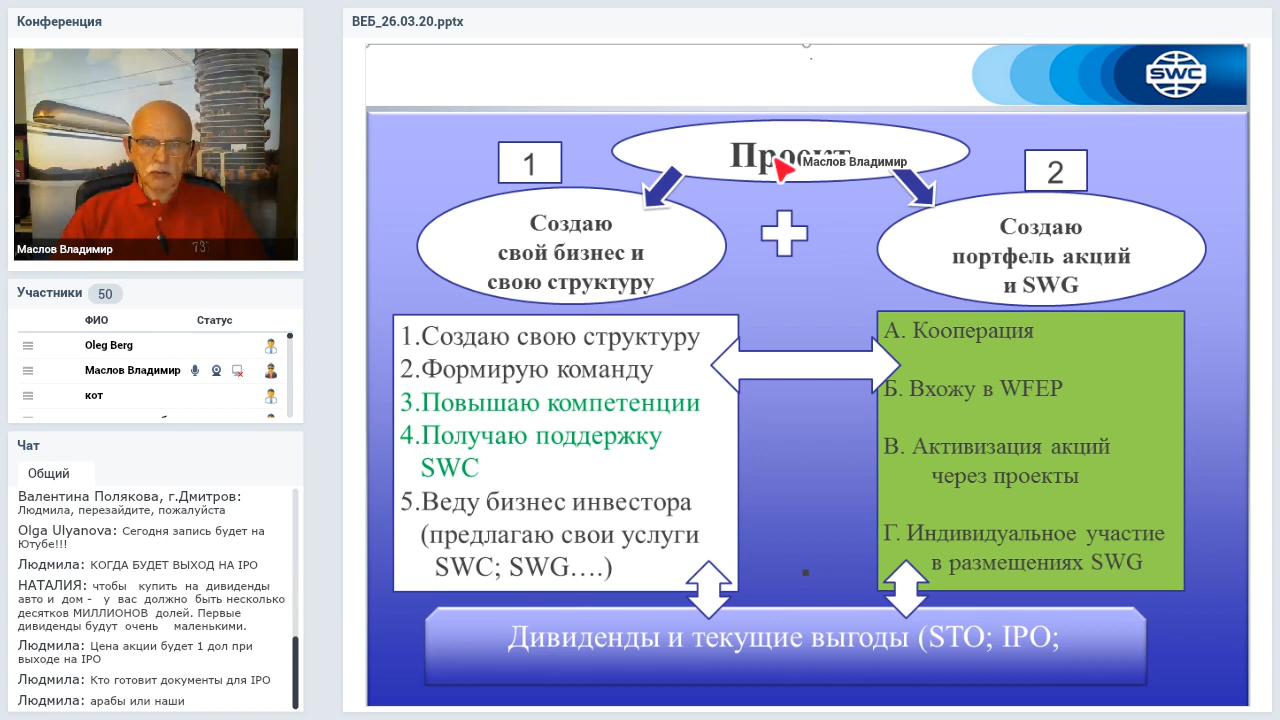 Конференция
Маслов Владимир
Участники 50
ФИО Статус
Oleg Berg
Маслов Владимир
кот
Чат
Общий
Валентина Полякова, г.Дмитров:
Людмила, перезайдите, пожалуйста
Olga Ulyanova: Сегодня запись будет на
Ютубе!!!
Людмила: КОГДА БУДЕТ ВЫХОД НА IPO
НАТАЛИЯ: чтобы купить на дивиденды
авто и дом - у вас должно быть несколько
десятков МИЛЛИОНОВ долей. Первые
дивиденды будут очень маленькими.
Людмила: Цена акции будет 1 дол при
выходе на IPO
Людмила: Кто готовит документы для IPO
Людмила: арабы или наши
ВЕБ_26.03.20.pptx
SWC
Проект
Маслов Владимир
1
2
Создаю
свой бизнес и
свою структуру
Создаю
портфель акций
и SWG
1.Создаю свою структуру
2.Формирую команду
3.Повышаю компетенции
4.Получаю поддержку
SWC
5.Веду бизнес инвестора
(предлагаю свои услуги
SWC; SWG….)
А. Кооперация
Б. Вхожу в WFEP
В. Активизация акций
через проекты
Г. Индивидуальное участие
в размещениях SWG
Дивиденды и текущие выгоды (STO; IPO;